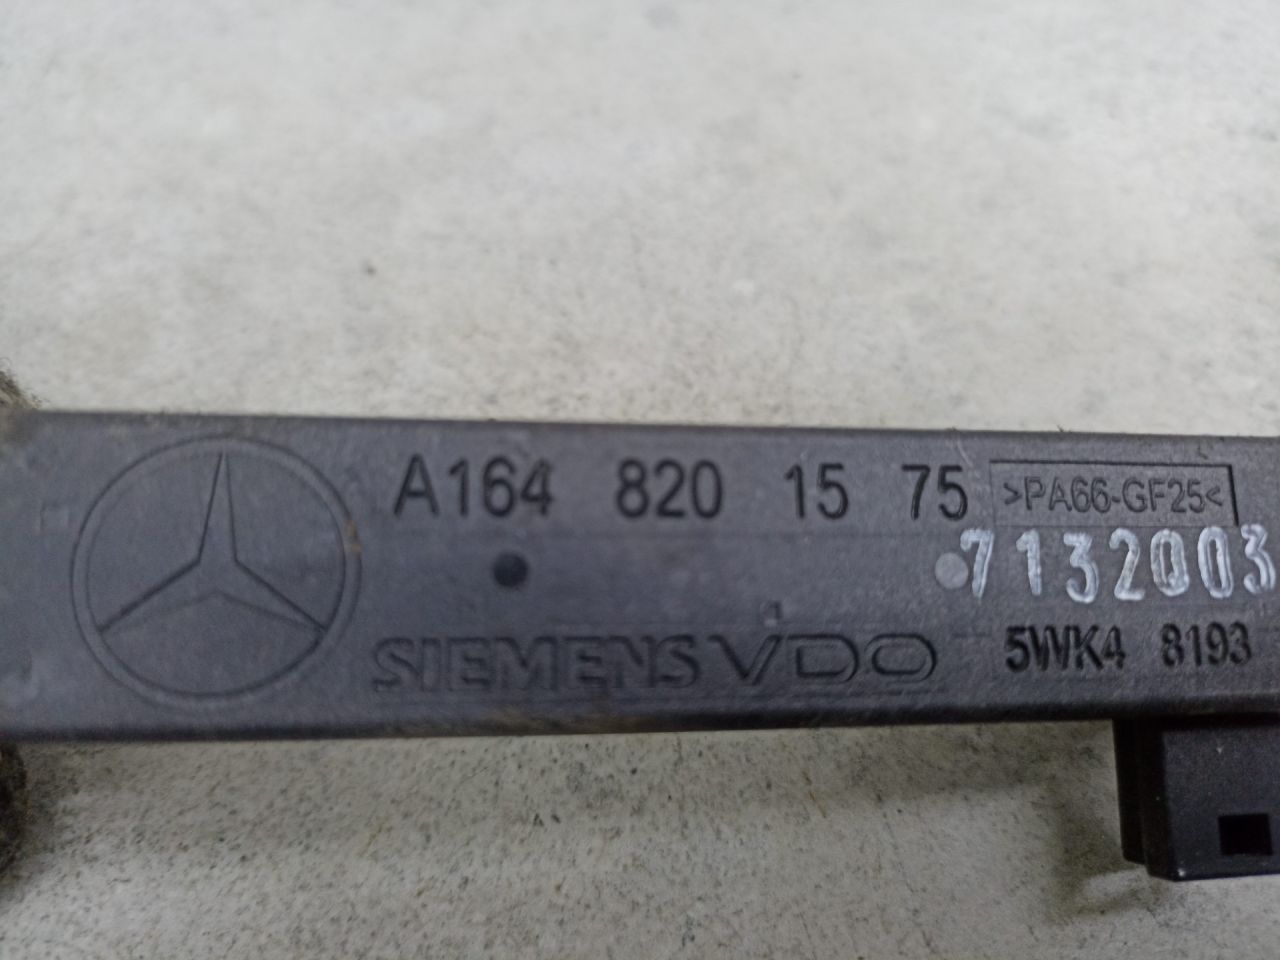 A164 820 15 75 >PA66-GF25<
7132003
SIEMENS VDO 5WK4 8193